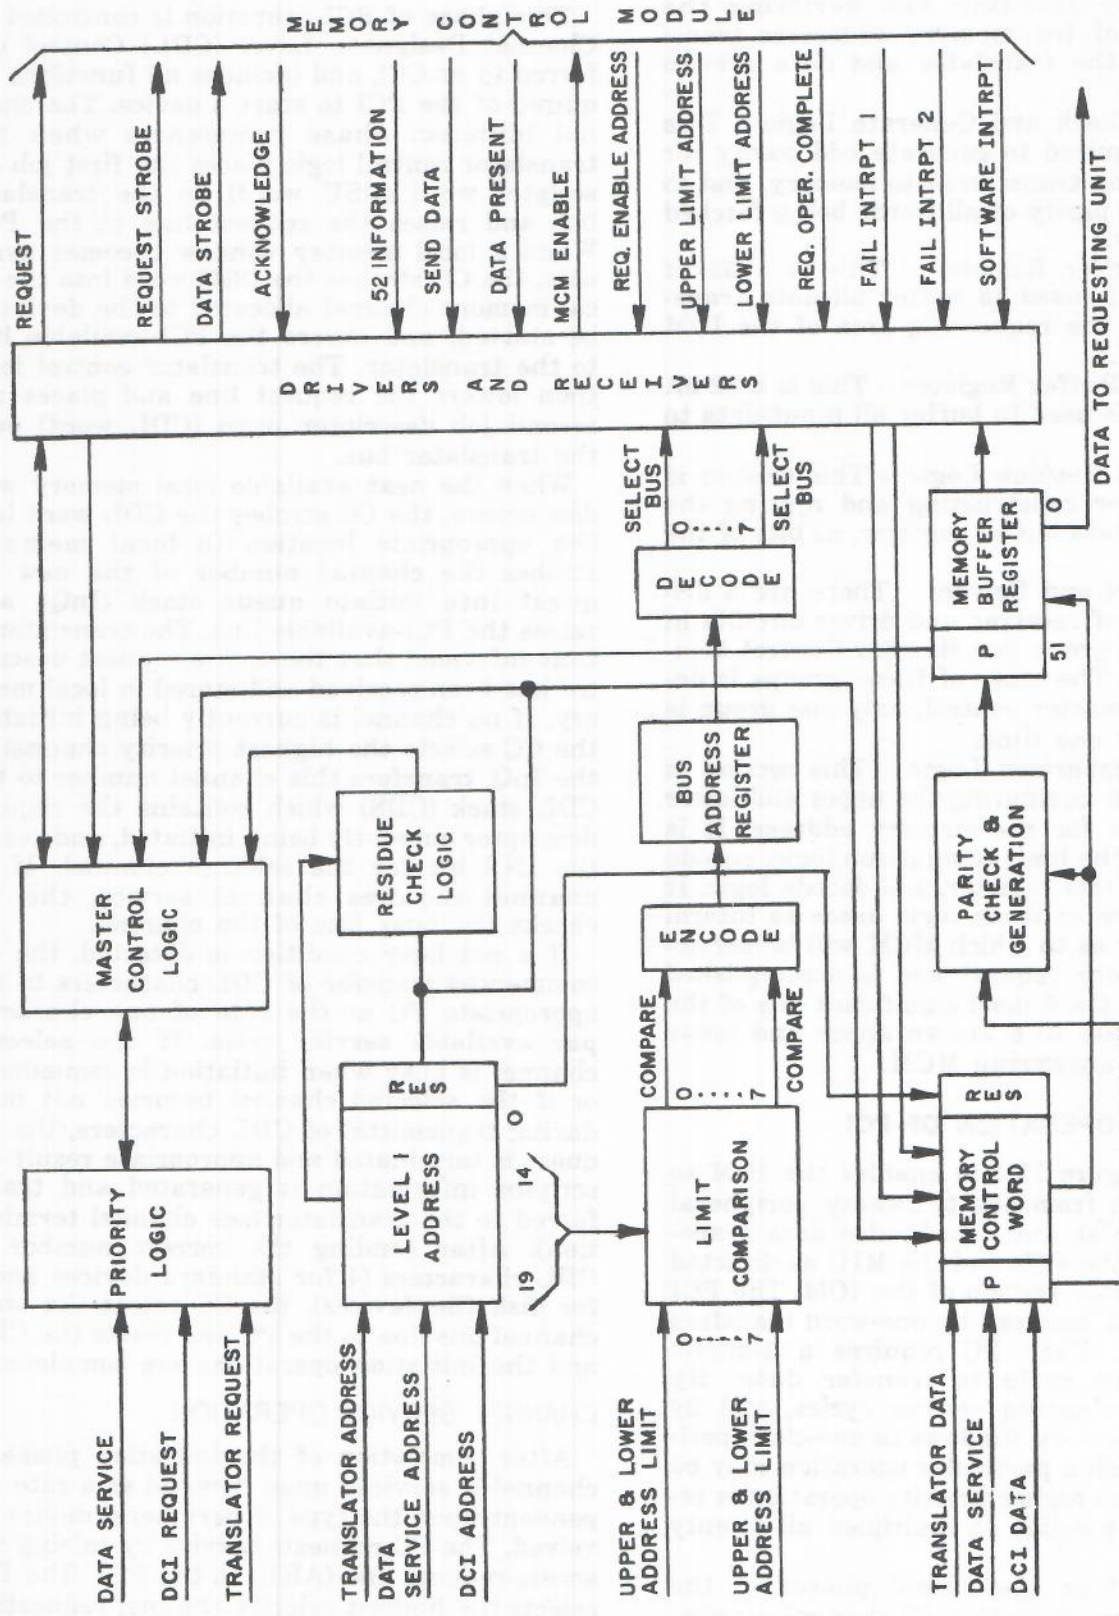 DATA SERVICE
DCI REQUEST
TRANSLATOR REQUEST
PRIORITY
LOGIC
MASTER
CONTROL
LOGIC
TRANSLATOR ADDRESS
DATA
SERVICE ADDRESS
DCI ADDRESS
LEVEL I
ADDRESS
RES
0
19
14
RESIDUE
CHECK
LOGIC
UPPER & LOWER
ADDRESS LIMIT
0
7
UPPER & LOWER
ADDRESS LIMIT
LIMIT
COMPARISON
COMPARE
0
7
COMPARE
ENCODE
BUS
ADDRESS
REGISTER
DECODE
SELECT
BUS
0
7
SELECT
BUS
TRANSLATOR DATA
DATA SERVICE
DCI DATA
P
MEMORY
CONTROL
WORD
RES
PARITY
CHECK &
GENERATION
P
MEMORY
BUFFER
REGISTER
51
0
DATA TO REQUESTING UNIT
DRIVERS AND RECEIVERS
REQUEST
REQUEST STROBE
DATA STROBE
ACKNOWLEDGE
52 INFORMATION
SEND DATA
DATA PRESENT
MCM ENABLE
REQ. ENABLE ADDRESS
UPPER LIMIT ADDRESS
LOWER LIMIT ADDRESS
REQ. OPER. COMPLETE
FAIL INTRPT 1
FAIL INTRPT 2
SOFTWARE INTRPT
MEMORY CONTROL MODULE